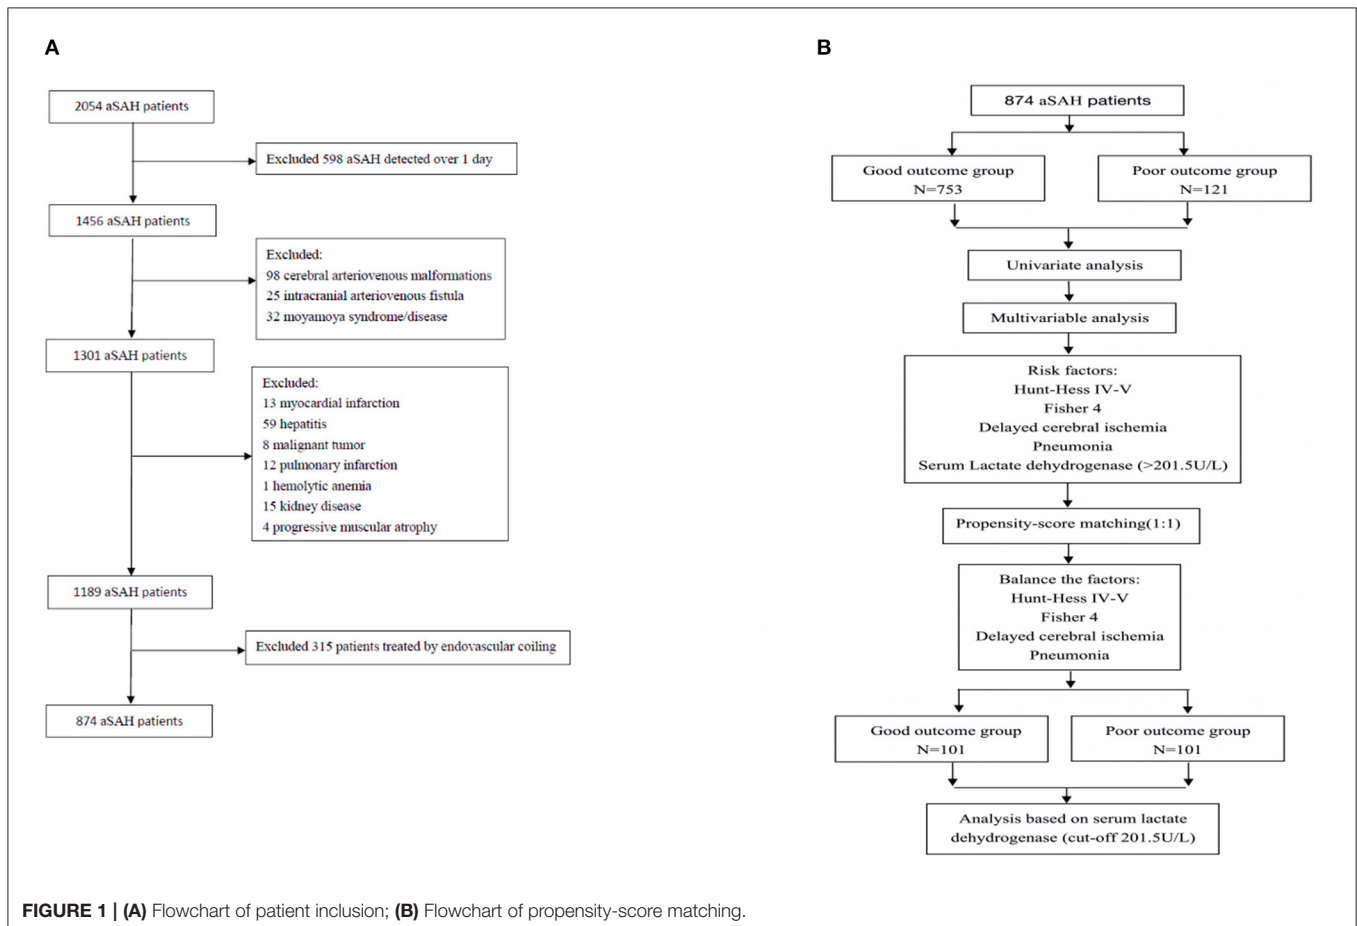 A
2054 aSAH patients
Excluded 598 aSAH detected over 1 day
1456 aSAH patients
Excluded:
98 cerebral arteriovenous malformations
25 intracranial arteriovenous fistula
32 moyamoya syndrome/disease
1301 aSAH patients
Excluded:
13 myocardial infarction
59 hepatitis
8 malignant tumor
12 pulmonary infarction
1 hemolytic anemia
15 kidney disease
4 progressive muscular atrophy
1189 aSAH patients
Excluded 315 patients treated by endovascular coiling
874 aSAH patients
B
874 aSAH patients
Good outcome group
N=753
Poor outcome group
N=121
Univariate analysis
Multivariable analysis
Risk factors:
Hunt-Hess IV-V
Fisher 4
Delayed cerebral ischemia
Pneumonia
Serum Lactate dehydrogenase (>201.5U/L)
Propensity-score matching(1:1)
Balance the factors:
Hunt-Hess IV-V
Fisher 4
Delayed cerebral ischemia
Pneumonia
Good outcome group
N=101
Poor outcome group
N=101
Analysis based on serum lactate
dehydrogenase (cut-off 201.5U/L)
FIGURE 1 | (A) Flowchart of patient inclusion; (B) Flowchart of propensity-score matching.